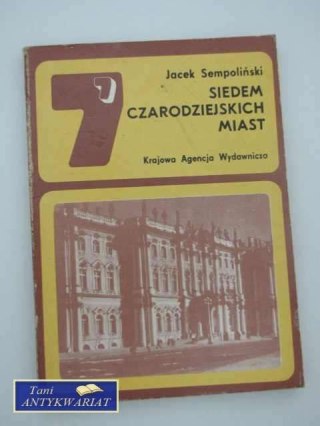 7
Jacek Sempoliński
SIEDEM
CZARODZIEJSKICH
MIAST
Krajowa Agencja Wydawnicza
Tani
ANTYKWARIAT